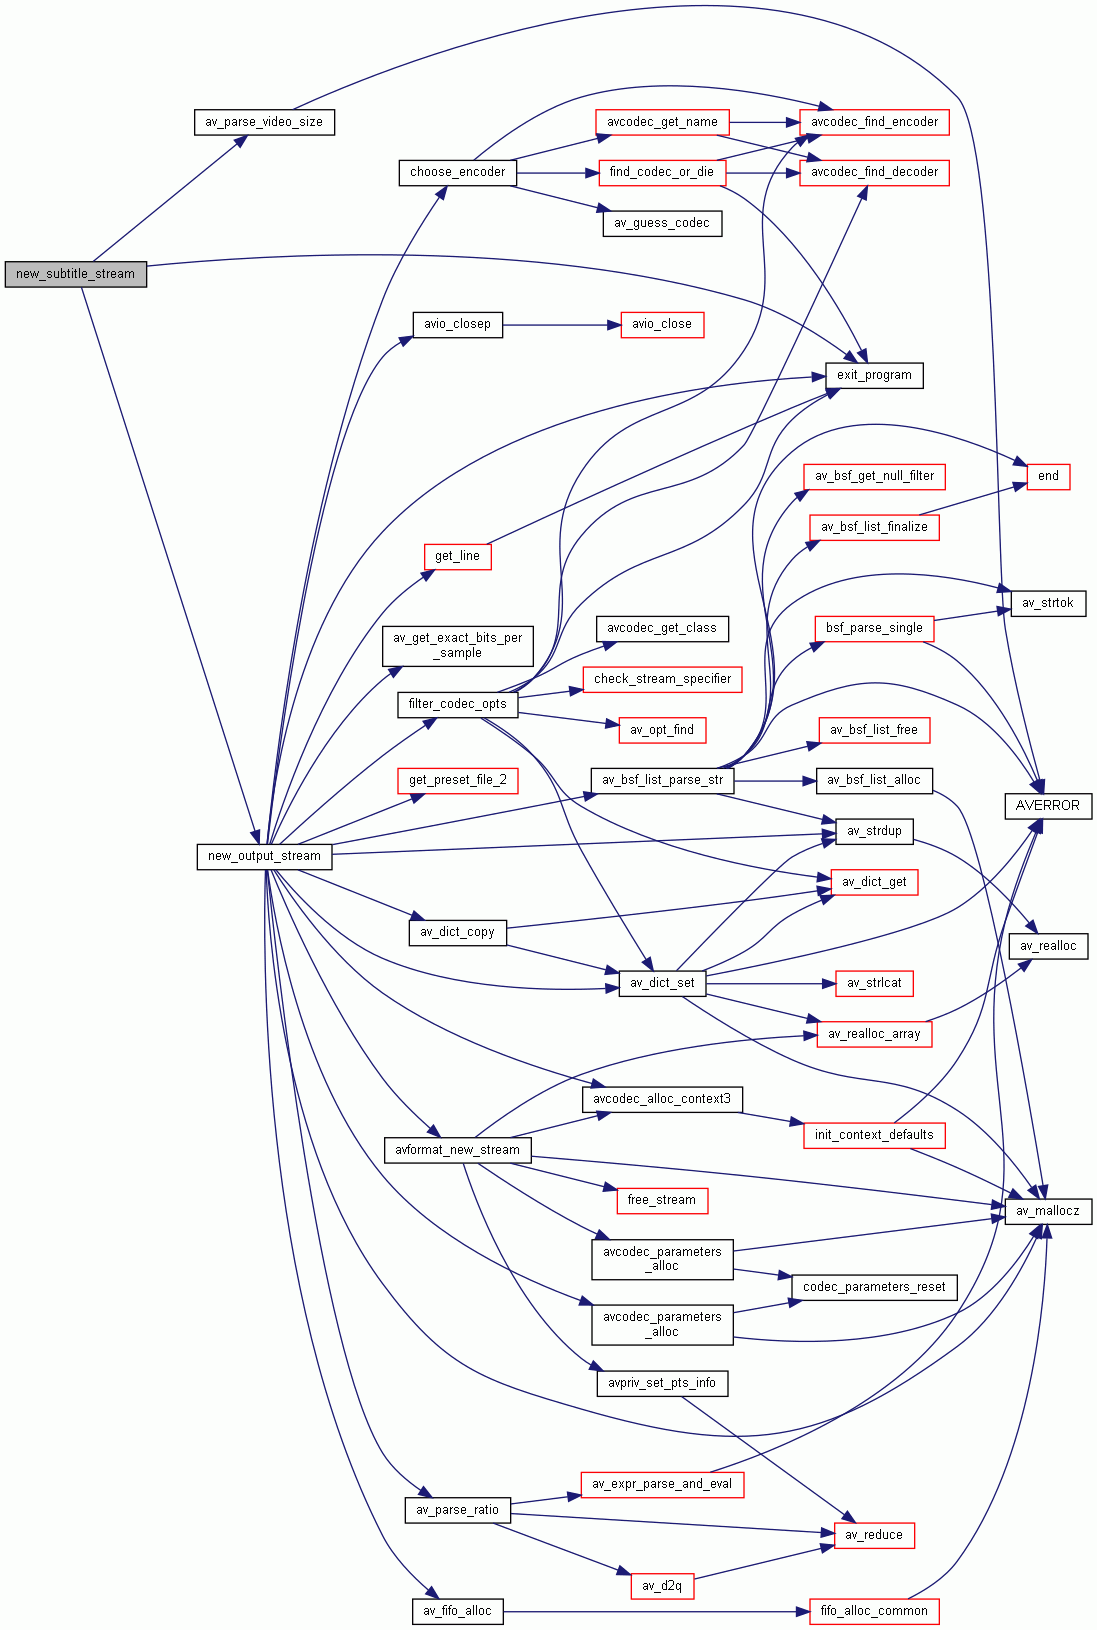 new_subtitle_stream
av_parse_video_size
new_output_stream
choose_encoder
avio_closep
get_line
av_get_exact_bits_per
_sample
filter_codec_opts
get_preset_file_2
av_dict_copy
avformat_new_stream
av_parse_ratio
av_fifo_alloc
avcodec_get_name
find_codec_or_die
av_guess_codec
avio_close
avcodec_get_class
check_stream_specifier
av_opt_find
av_bsf_list_parse_str
av_dict_set
avcodec_alloc_context3
free_stream
avcodec_parameters
_alloc
avcodec_parameters
_alloc
avpriv_set_pts_info
av_expr_parse_and_eval
av_d2q
avcodec_find_encoder
avcodec_find_decoder
exit_program
av_bsf_get_null_filter
av_bsf_list_finalize
bsf_parse_single
av_bsf_list_free
av_bsf_list_alloc
av_strdup
av_dict_get
av_strlcat
av_realloc_array
init_context_defaults
codec_parameters_reset
av_reduce
fifo_alloc_common
end
av_strtok
AVERROR
av_realloc
av_mallocz